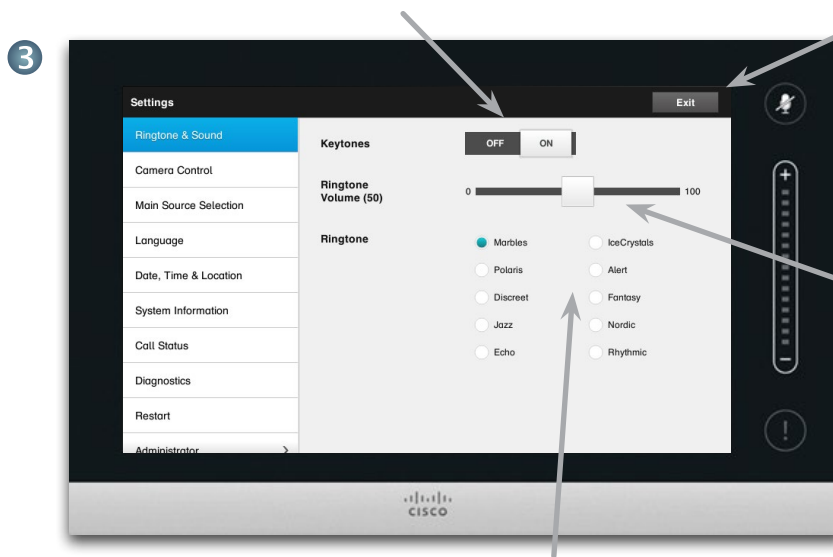 3
Settings
Exit
Ringtone & Sound
Camera Control
Main Source Selection
Language
Date, Time & Location
System Information
Call Status
Diagnostics
Restart
Administrator >
Keytones
OFF ON
Ringtone
Volume (50)
0 100
Ringtone
Marbles IceCrystals
Polaris Alert
Discreet Fantasy
Jazz Nordic
Echo Rhythmic
+
−
!
CISCO